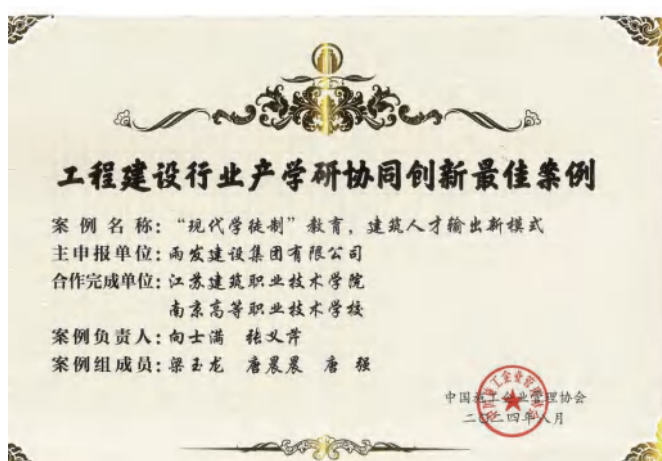 工程建设行业产学研协同创新最佳案例
案例名称：“现代学徒制”教育，建筑人才输出新模式
主申报单位：雨发建设集团有限公司
合作完成单位：江苏建筑职业技术学院
南京高等职业技术学校
案例负责人：向士满 张义芹
案例组成员：梁玉龙 唐晨晨 唐强
中国施工企业管理协会
二〇二四年八月